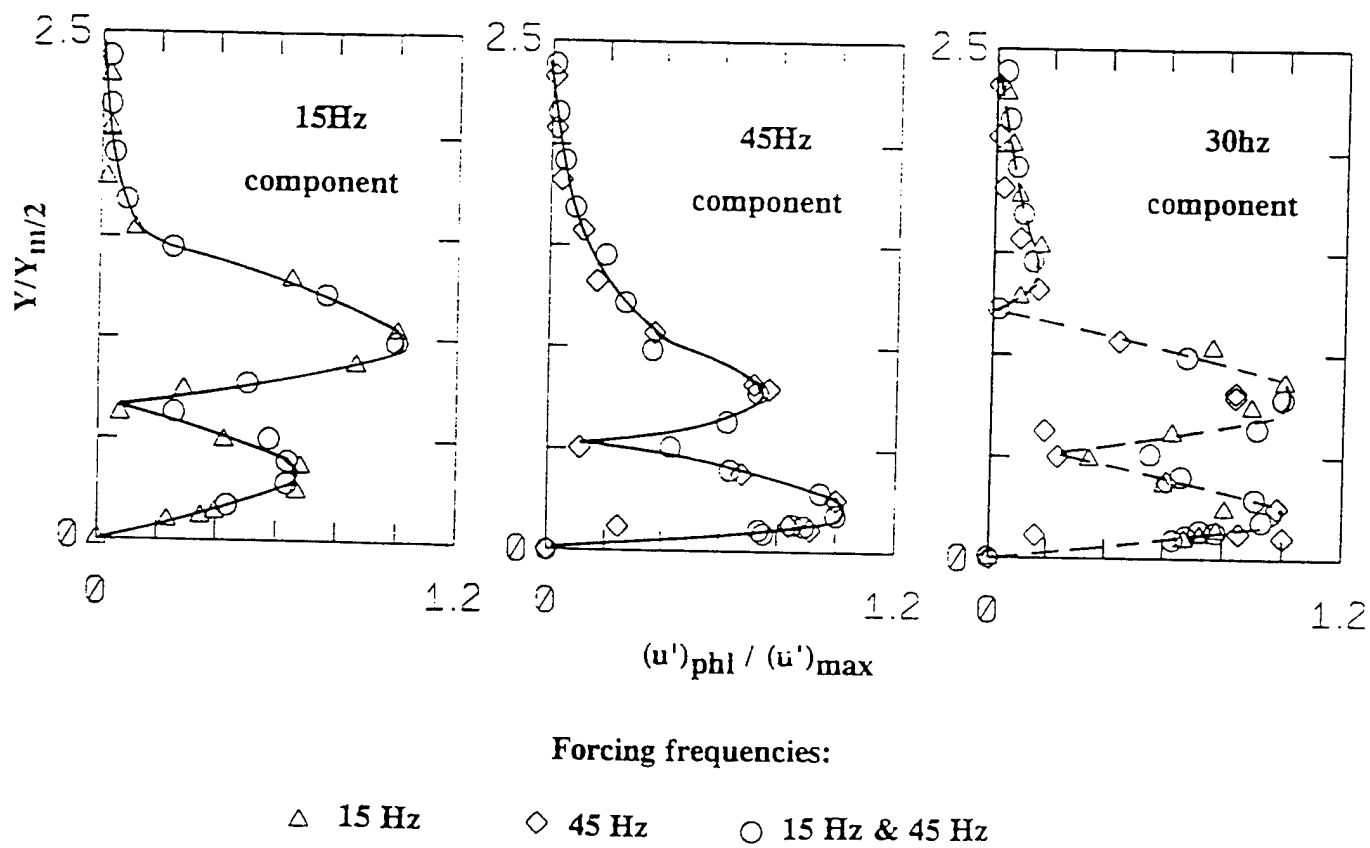 2.5
2.5
2.5
15Hz
component
45Hz
component
30hz
component
Y/Ym/2
0
0
0
0
1.2
0
1.2
0
1.2
(u')phl / (u')max
Forcing frequencies:
△ 15 Hz
◇ 45 Hz
○ 15 Hz & 45 Hz